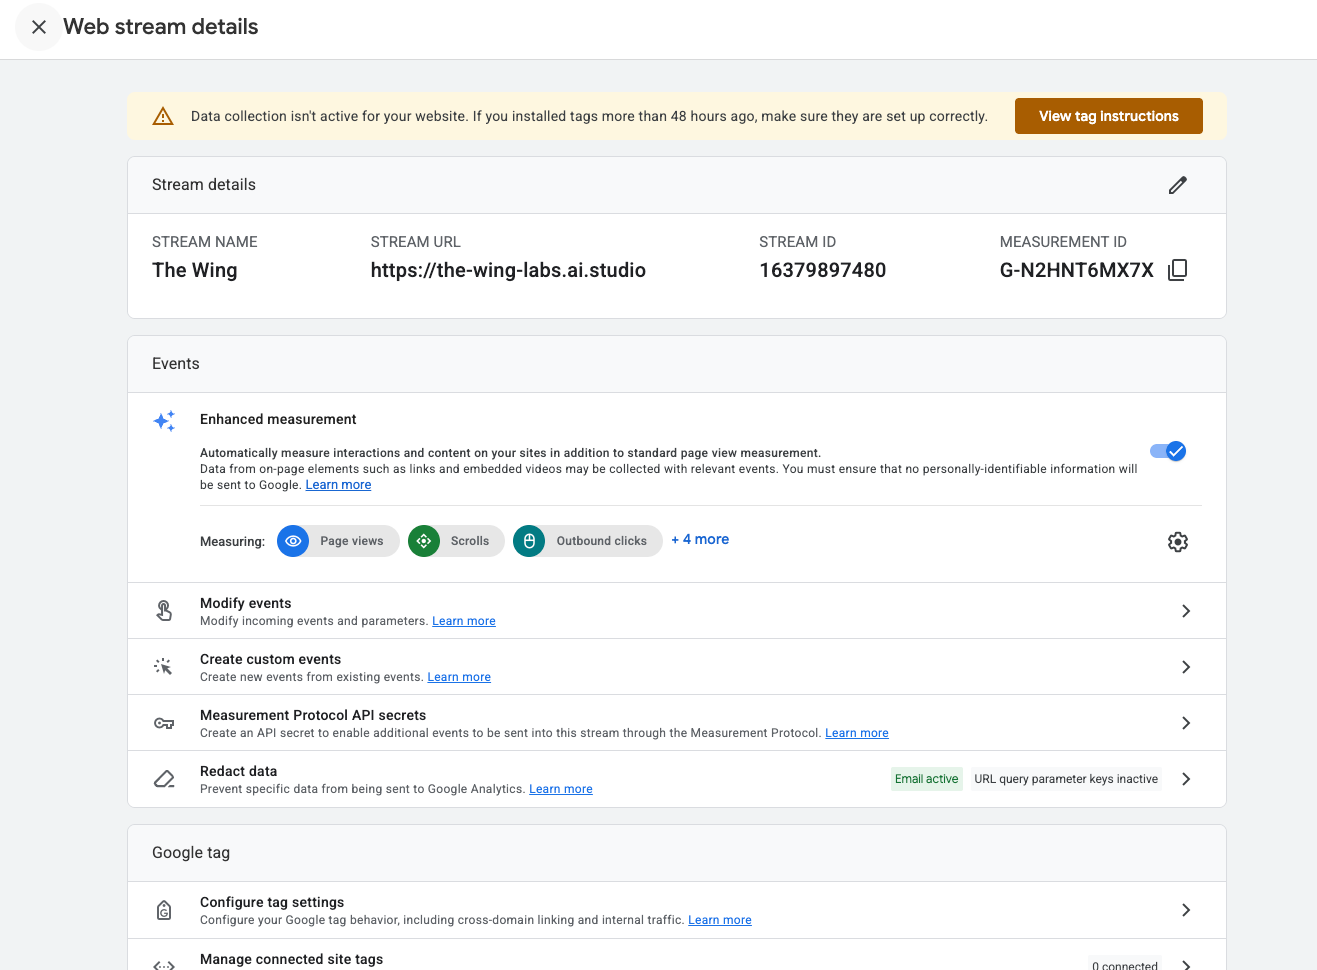 Web stream details
Data collection isn't active for your website. If you installed tags more than 48 hours ago, make sure they are set up correctly.
View tag instructions
Stream details
STREAM NAME
The Wing
STREAM URL
https://the-wing-labs.ai.studio
STREAM ID
16379897480
MEASUREMENT ID
G-N2HNT6MX7X
Events
Enhanced measurement
Automatically measure interactions and content on your sites in addition to standard page view measurement.
Data from on-page elements such as links and embedded videos may be collected with relevant events. You must ensure that no personally-identifiable information will
be sent to Google. Learn more
Measuring: Page views Scrolls Outbound clicks + 4 more
Modify events
Modify incoming events and parameters. Learn more
Create custom events
Create new events from existing events. Learn more
Measurement Protocol API secrets
Create an API secret to enable additional events to be sent into this stream through the Measurement Protocol. Learn more
Redact data
Prevent specific data from being sent to Google Analytics. Learn more
Email active URL query parameter keys inactive
Google tag
Configure tag settings
Configure your Google tag behavior, including cross-domain linking and internal traffic. Learn more
Manage connected site tags
0 connected